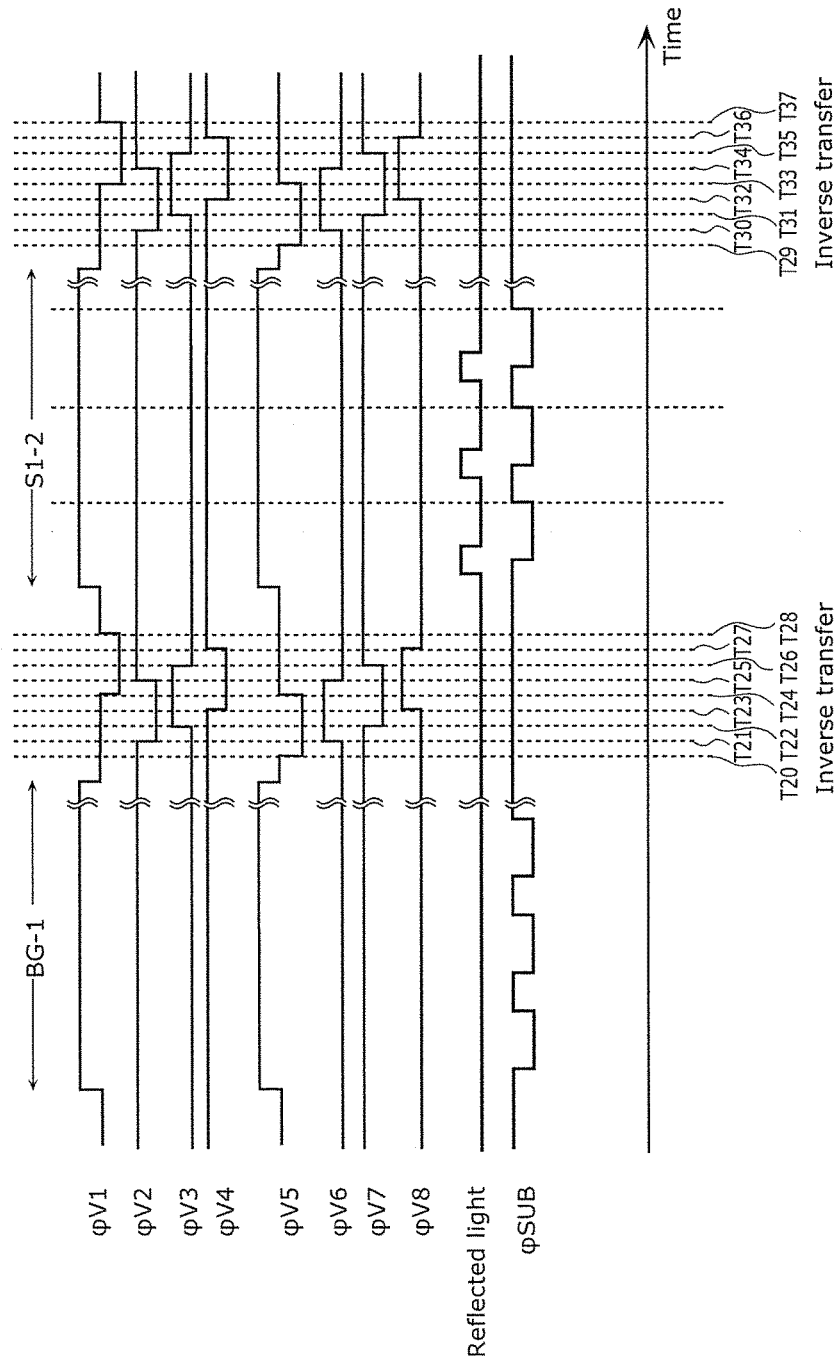 BG-1
S1-2
φV1
φV2
φV3
φV4
φV5
φV6
φV7
φV8
Reflected light
φSUB
Time
T21 T23 T25 T27
T20 T22 T24 T26 T28
T30 T32 T34 T36
T29 T31 T33 T35 T37
Inverse transfer
Inverse transfer